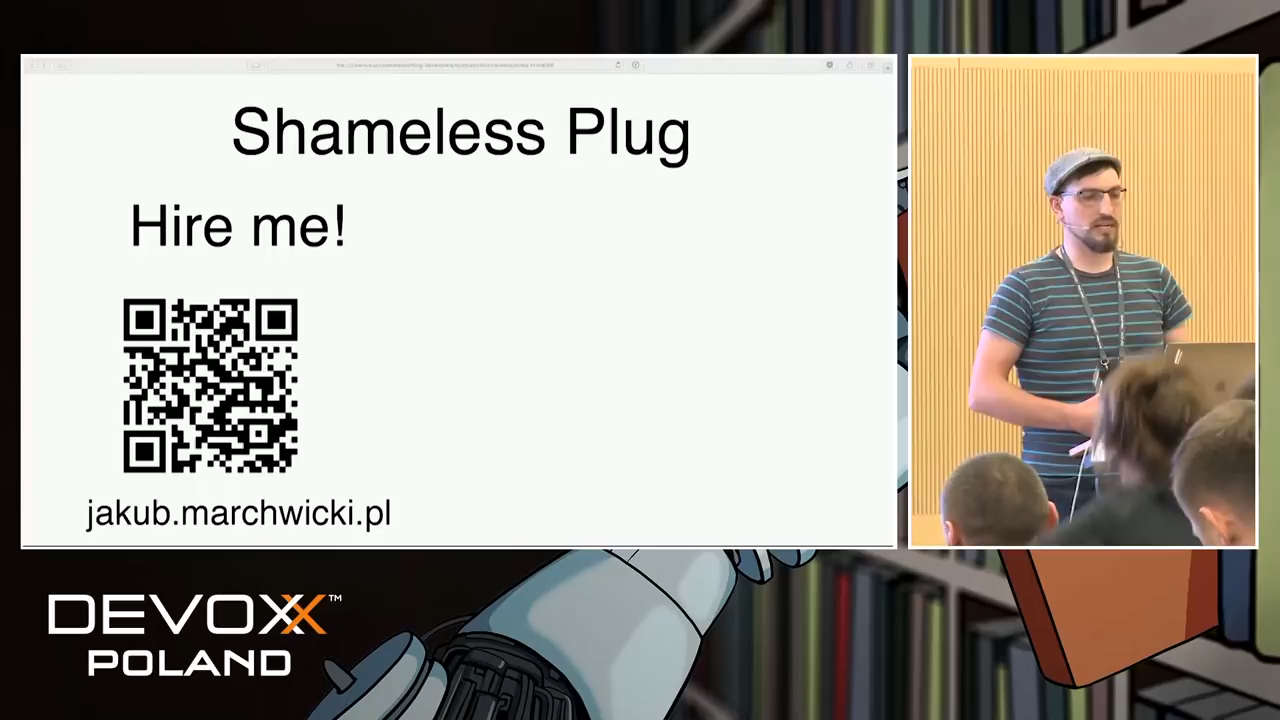 Shameless Plug
Hire me!
jakub.marchwicki.pl
DEVOXX™
POLAND